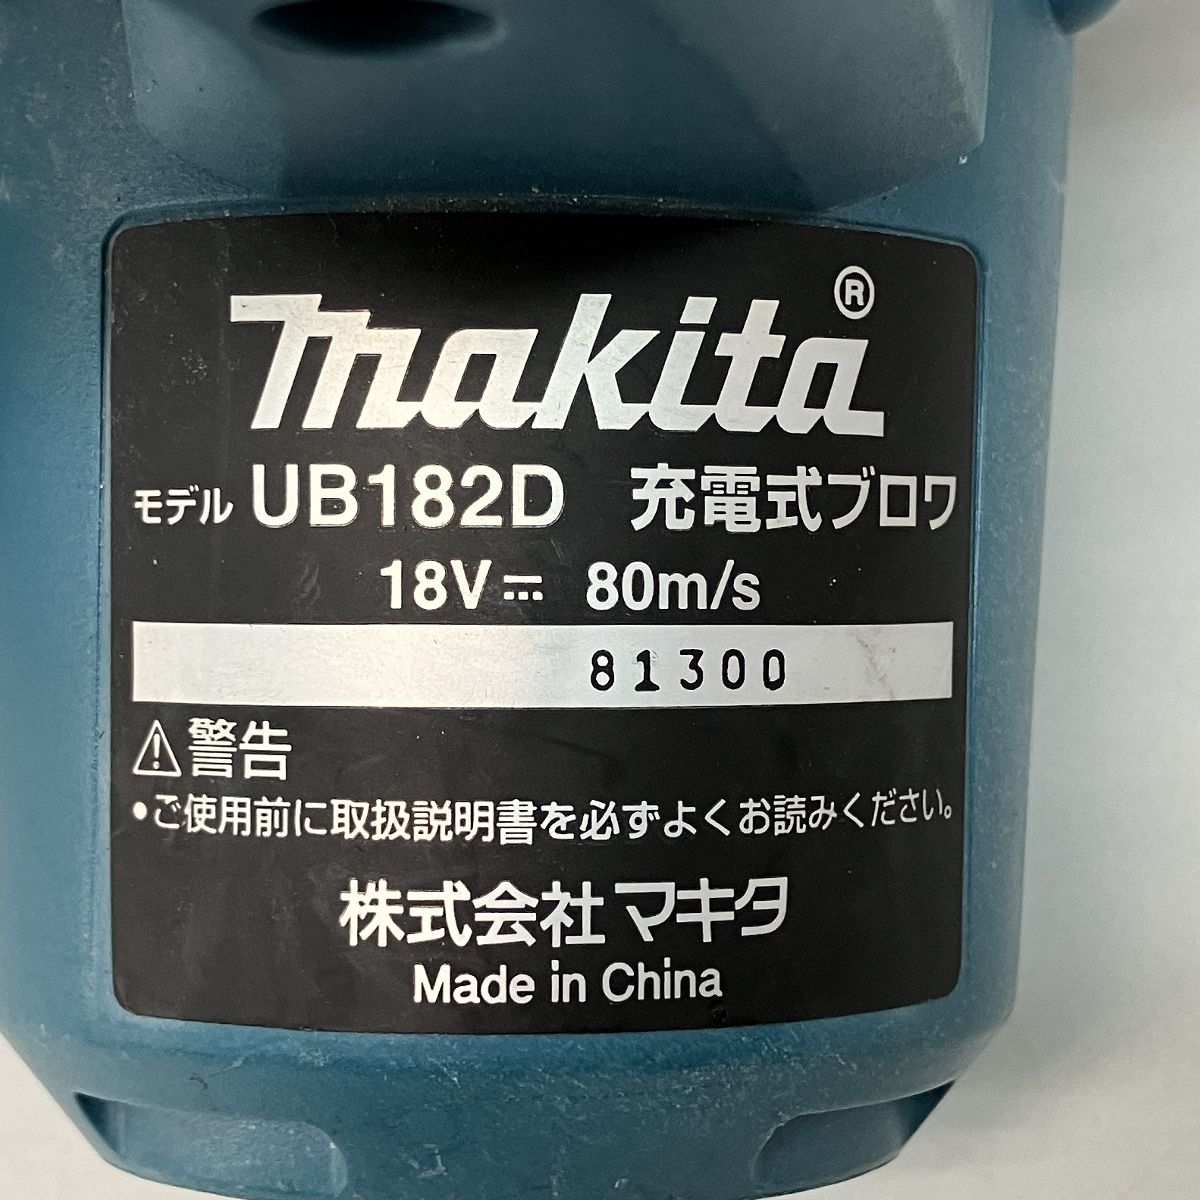 makita®
モデル UB182D 充電式ブロワ
18V⎓ 80m/s
81300
⚠警告
•ご使用前に取扱説明書を必ずよくお読みください。
株式会社マキタ
Made in China